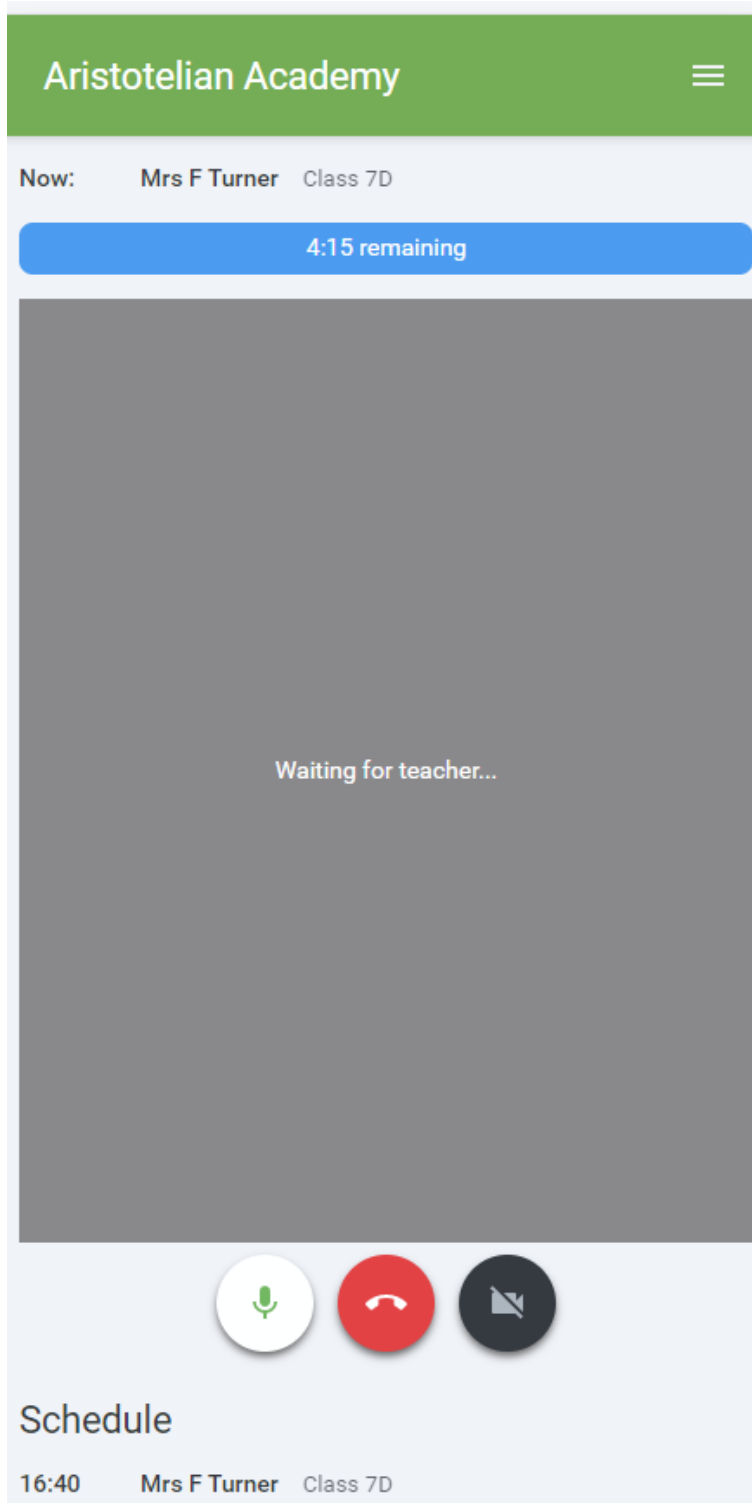 Aristotelian Academy
Now: Mrs F Turner Class 7D
4:15 remaining
Waiting for teacher...
Schedule
16:40 Mrs F Turner Class 7D